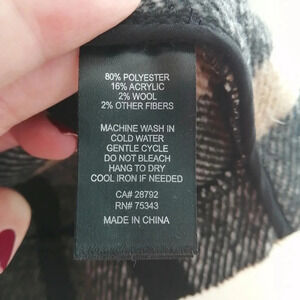 80% POLYESTER
16% ACRYLIC
2% WOOL
2% OTHER FIBERS
MACHINE WASH IN
COLD WATER
GENTLE CYCLE
DO NOT BLEACH
HANG TO DRY
COOL IRON IF NEEDED
CA# 28792
RN# 75343
MADE IN CHINA